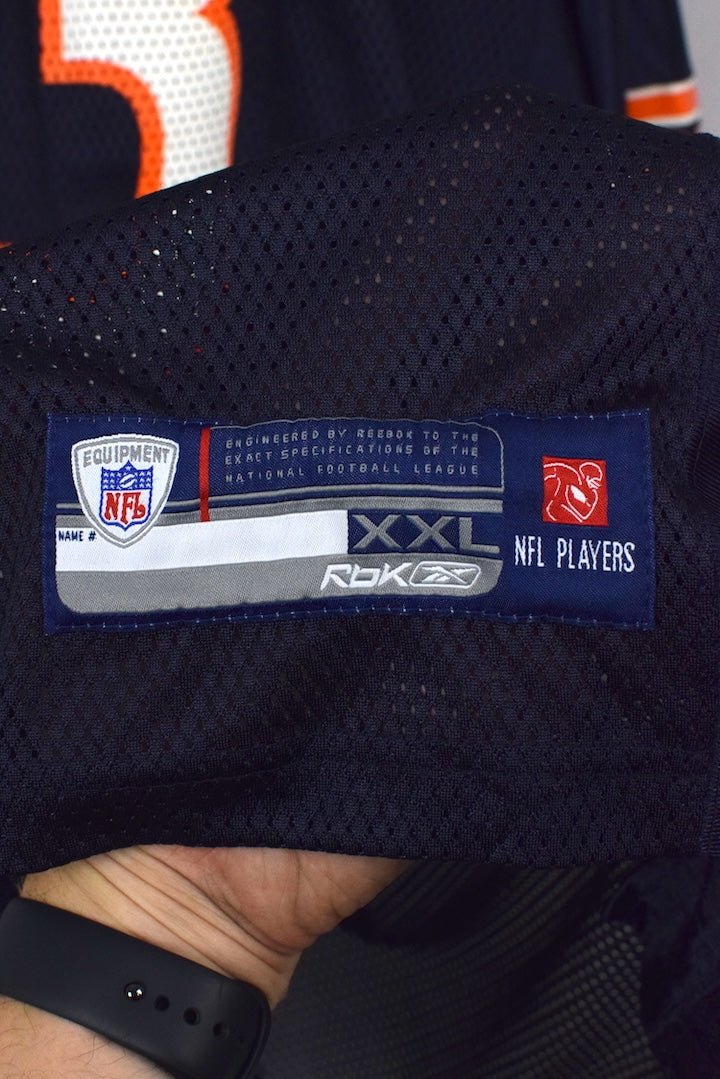 EQUIPMENT
NFL
ENGINEERED BY REEBOK TO THE
EXACT SPECIFICATIONS OF THE
NATIONAL FOOTBALL LEAGUE
NAME #
XXL
RbK
NFL PLAYERS